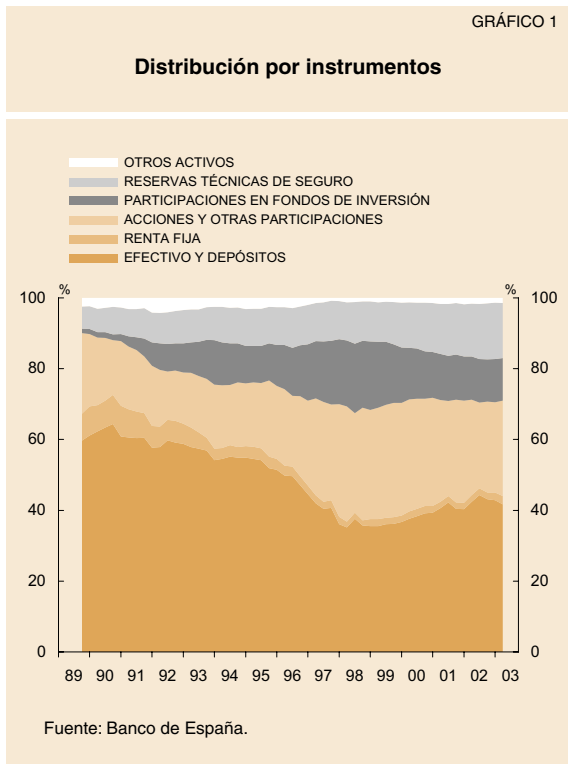 GRÁFICO 1
Distribución por instrumentos
OTROS ACTIVOS
RESERVAS TÉCNICAS DE SEGURO
PARTICIPACIONES EN FONDOS DE INVERSIÓN
ACCIONES Y OTRAS PARTICIPACIONES
RENTA FIJA
EFECTIVO Y DEPÓSITOS
% %
100 100
80 80
60 60
40 40
20 20
0 0
89 90 91 92 93 94 95 96 97 98 99 00 01 02 03
Fuente: Banco de España.